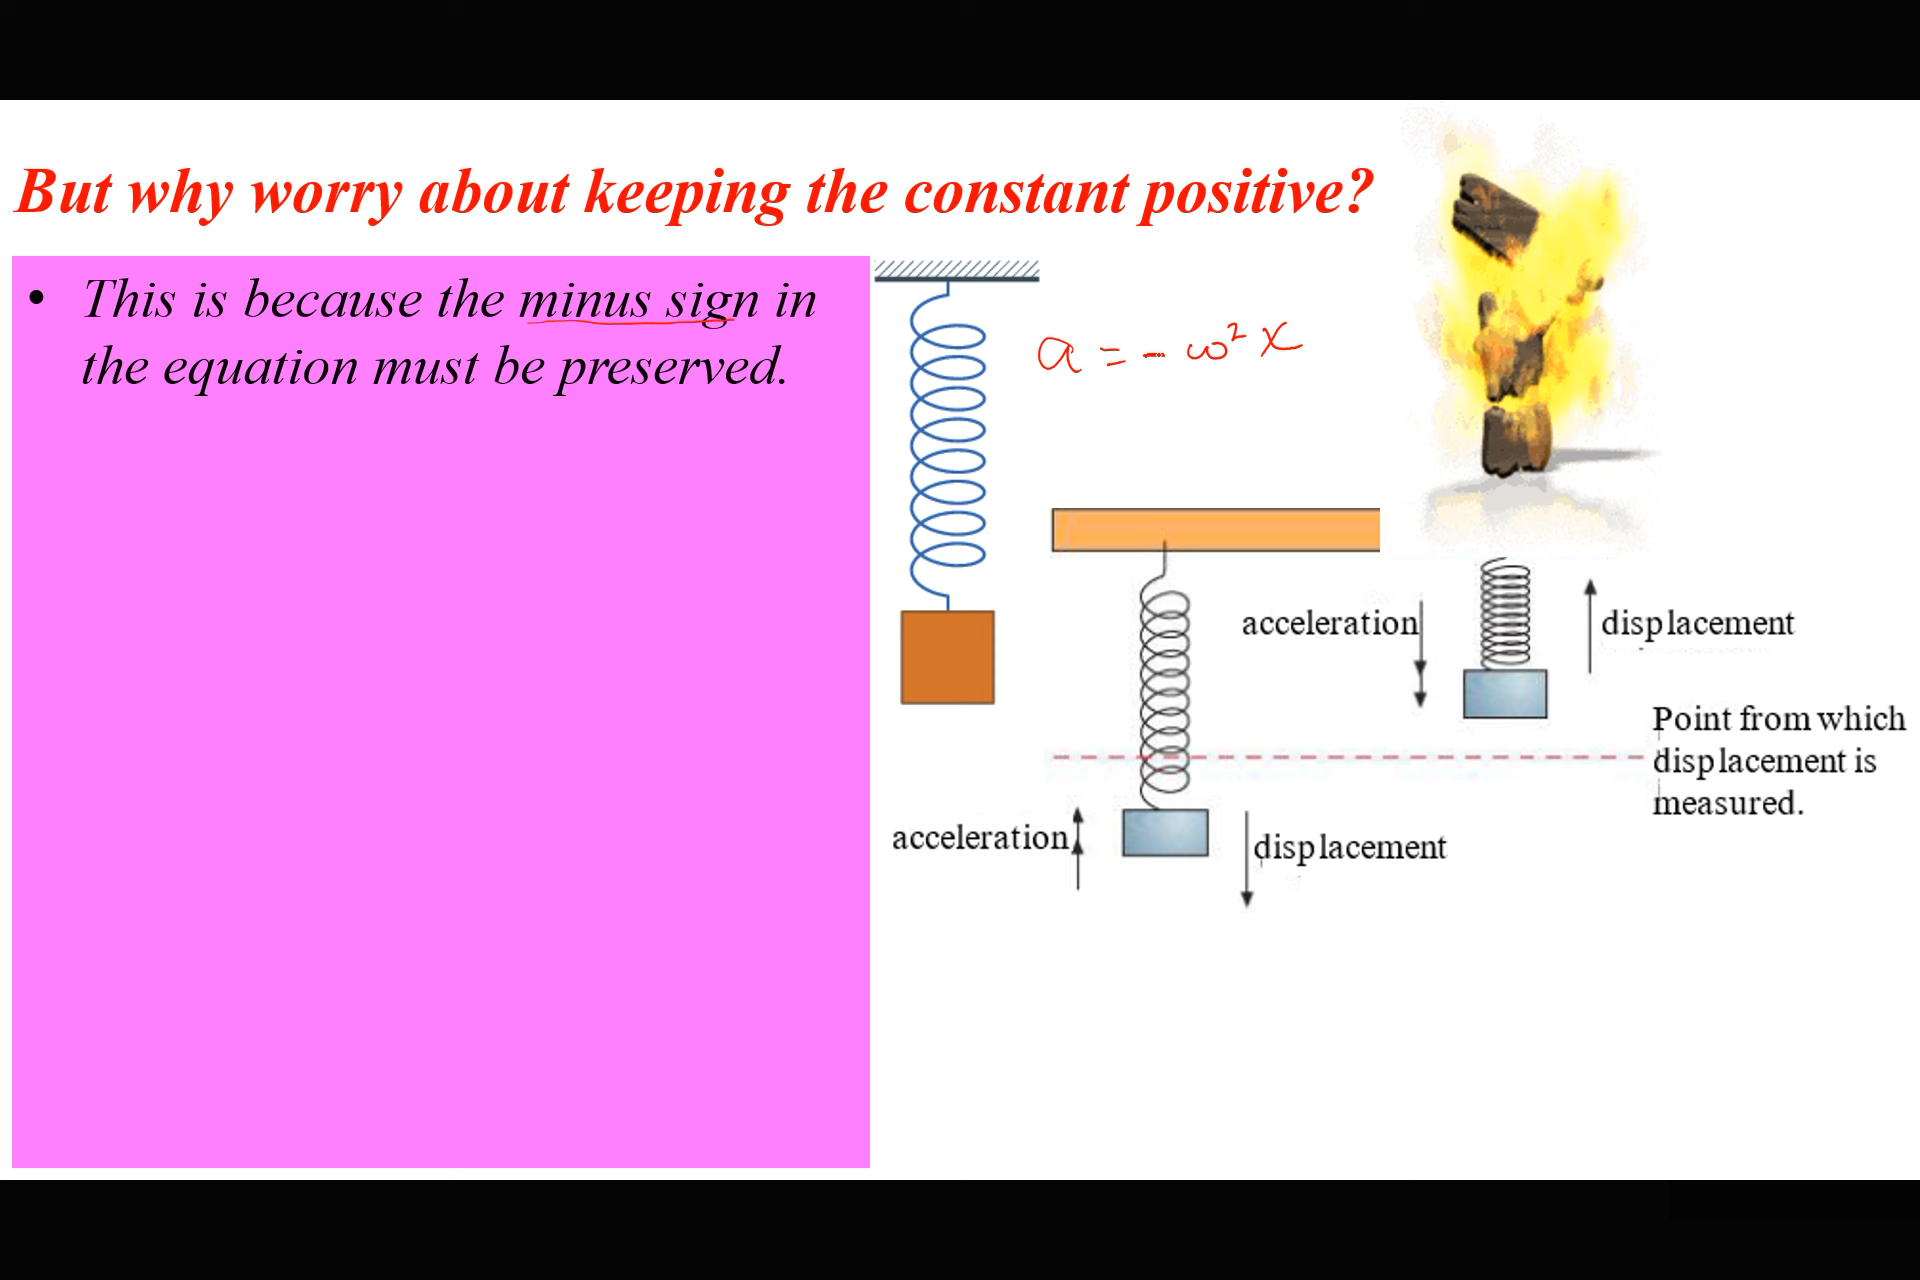 But why worry about keeping the constant positive?
• This is because the minus sign in
the equation must be preserved.
a = - ω² x
acceleration
displacement
Point from which
displacement is
measured.
acceleration
displacement